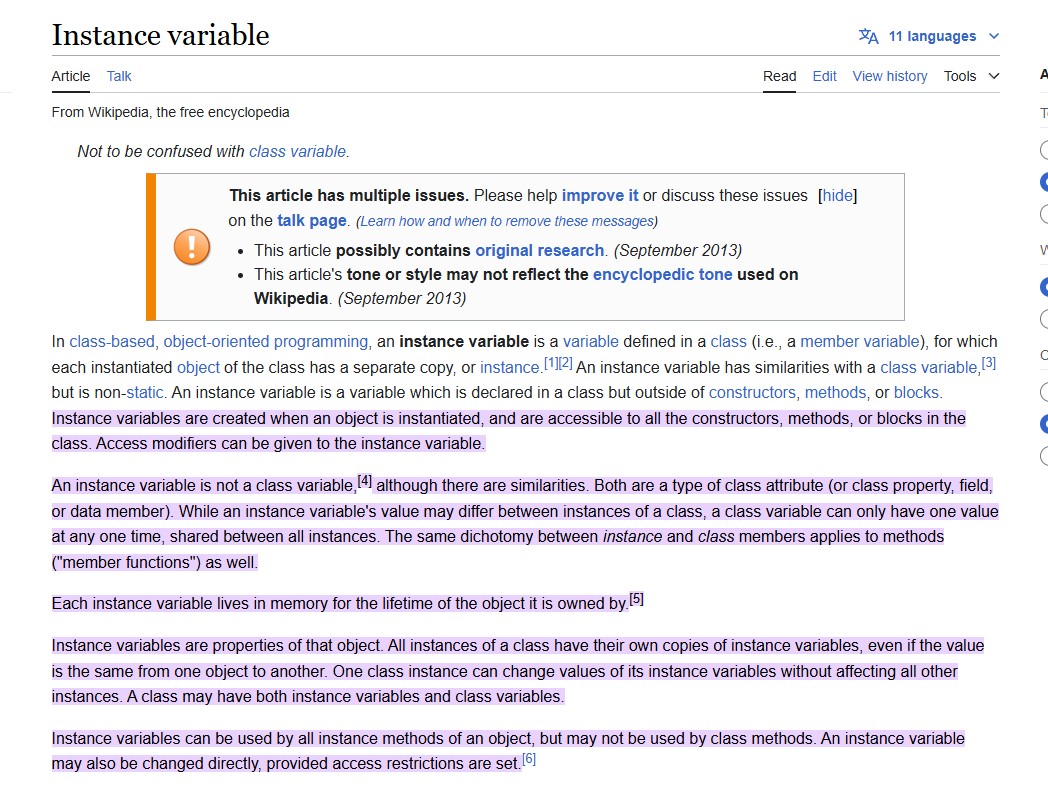 Instance variable
11 languages
Article Talk Read Edit View history Tools
From Wikipedia, the free encyclopedia
Not to be confused with class variable.
This article has multiple issues. Please help improve it or discuss these issues [hide]
on the talk page. (Learn how and when to remove these messages)
• This article possibly contains original research. (September 2013)
• This article's tone or style may not reflect the encyclopedic tone used on
Wikipedia. (September 2013)
In class-based, object-oriented programming, an instance variable is a variable defined in a class (i.e., a member variable), for which
each instantiated object of the class has a separate copy, or instance.[1][2] An instance variable has similarities with a class variable,[3]
but is non-static. An instance variable is a variable which is declared in a class but outside of constructors, methods, or blocks.
Instance variables are created when an object is instantiated, and are accessible to all the constructors, methods, or blocks in the
class. Access modifiers can be given to the instance variable.
An instance variable is not a class variable,[4] although there are similarities. Both are a type of class attribute (or class property, field,
or data member). While an instance variable's value may differ between instances of a class, a class variable can only have one value
at any one time, shared between all instances. The same dichotomy between instance and class members applies to methods
("member functions") as well.
Each instance variable lives in memory for the lifetime of the object it is owned by.[5]
Instance variables are properties of that object. All instances of a class have their own copies of instance variables, even if the value
is the same from one object to another. One class instance can change values of its instance variables without affecting all other
instances. A class may have both instance variables and class variables.
Instance variables can be used by all instance methods of an object, but may not be used by class methods. An instance variable
may also be changed directly, provided access restrictions are set.[6]